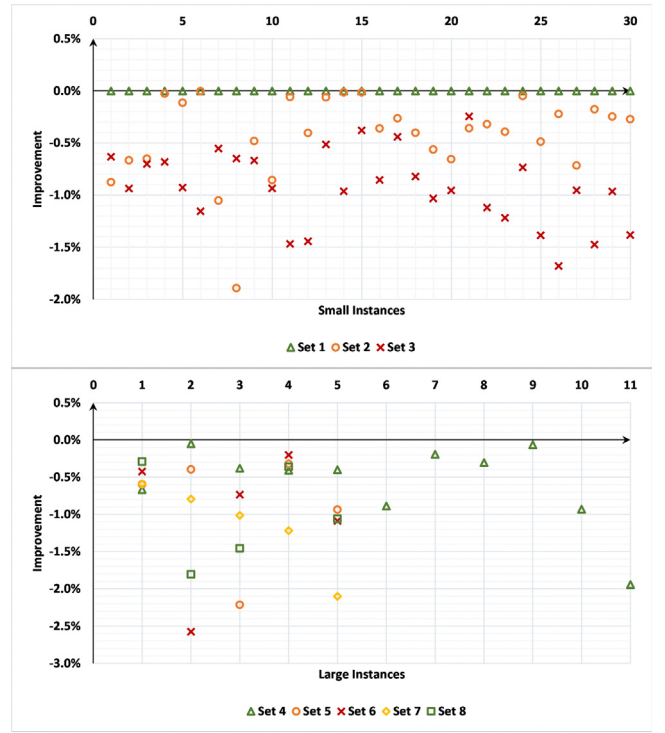 0 5 10 15 20 25 30
0.5%
0.0%
-0.5%
-1.0%
-1.5%
-2.0%
Improvement
Small Instances
Set 1 Set 2 Set 3
0 1 2 3 4 5 6 7 8 9 10 11
0.5%
0.0%
-0.5%
-1.0%
-1.5%
-2.0%
-2.5%
-3.0%
Improvement
Large Instances
Set 4 Set 5 Set 6 Set 7 Set 8